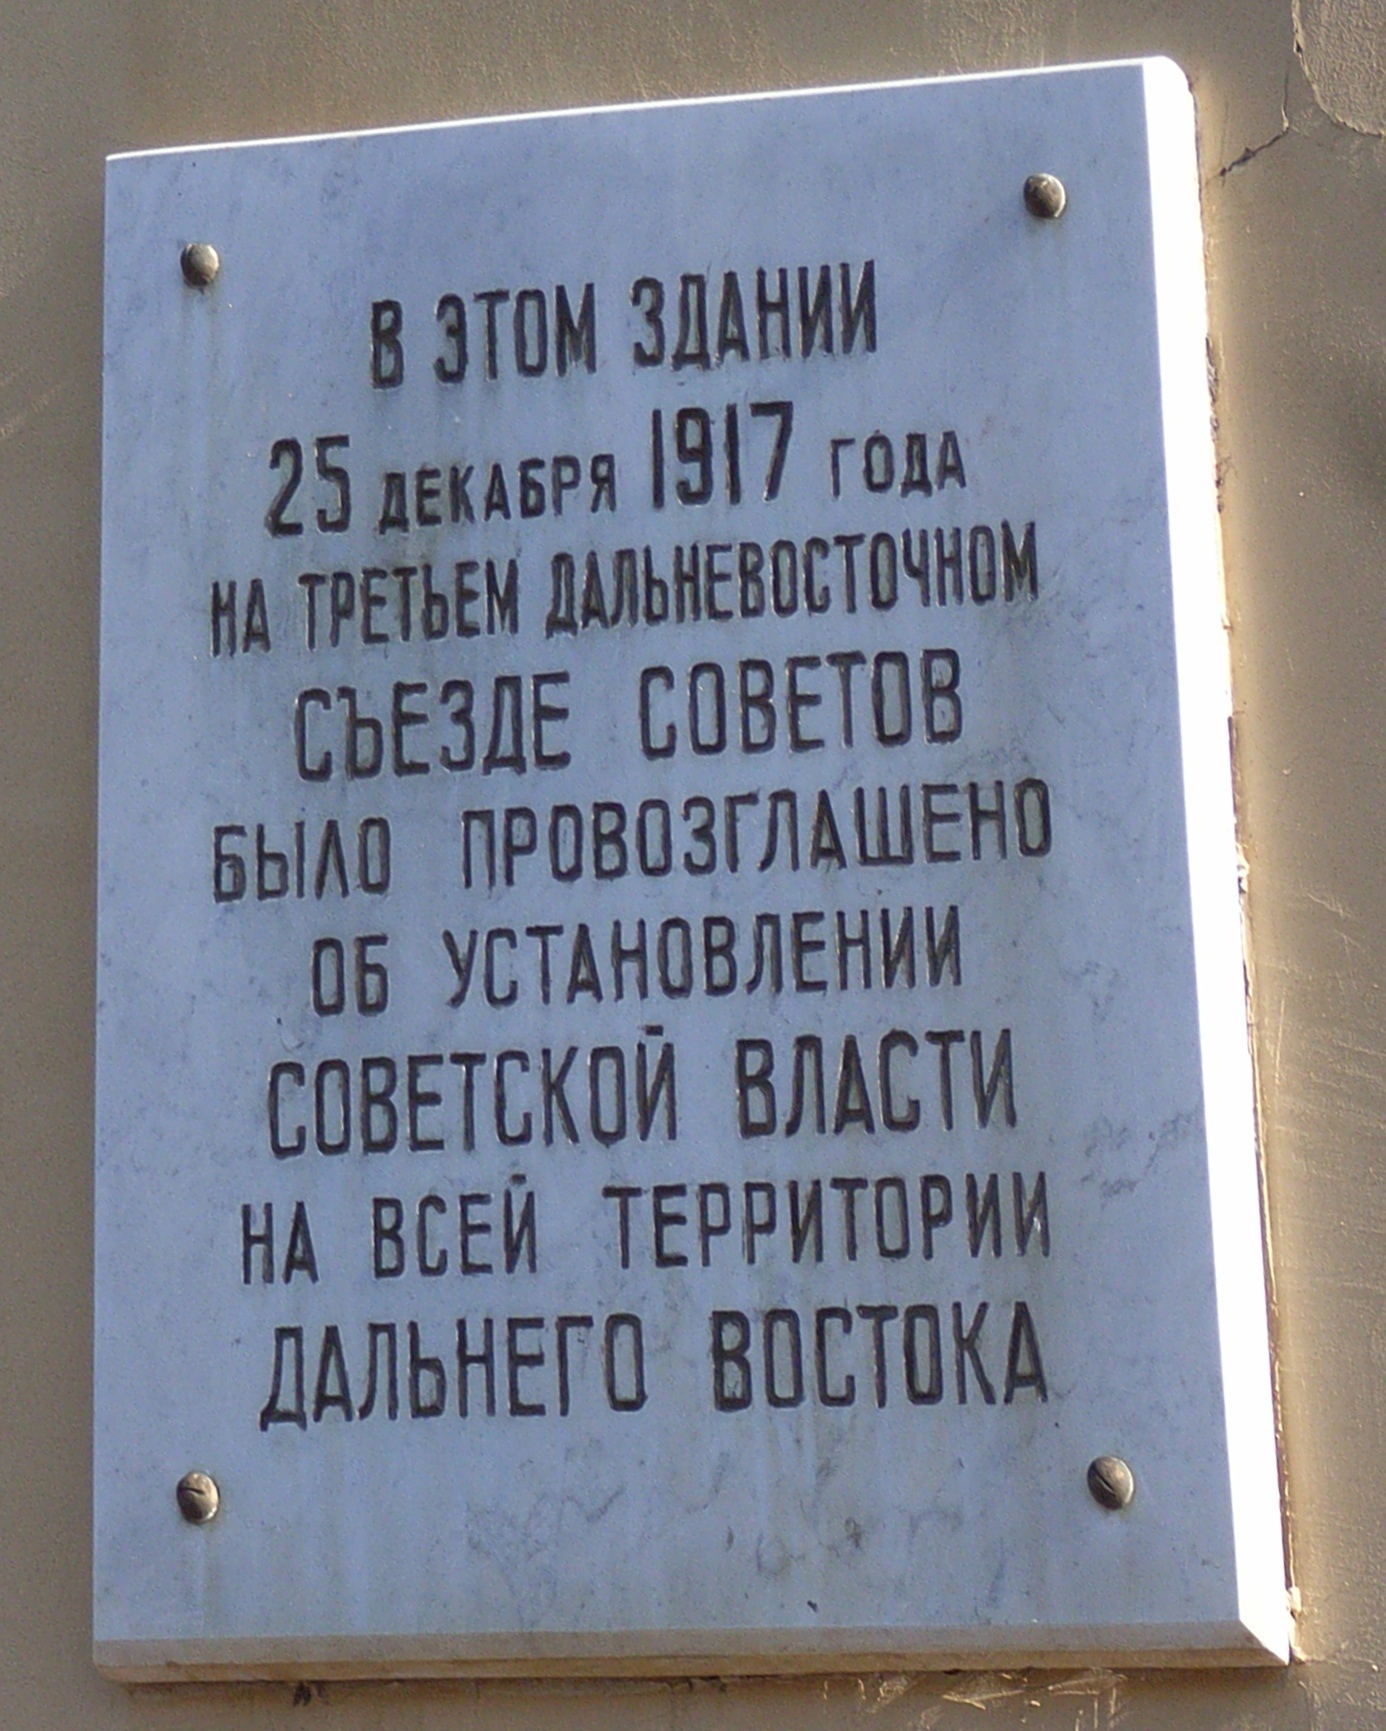 В ЭТОМ ЗДАНИИ
25 ДЕКАБРЯ 1917 ГОДА
НА ТРЕТЬЕМ ДАЛЬНЕВОСТОЧНОМ
СЪЕЗДЕ СОВЕТОВ
БЫЛО ПРОВОЗГЛАШЕНО
ОБ УСТАНОВЛЕНИИ
СОВЕТСКОЙ ВЛАСТИ
НА ВСЕЙ ТЕРРИТОРИИ
ДАЛЬНЕГО ВОСТОКА